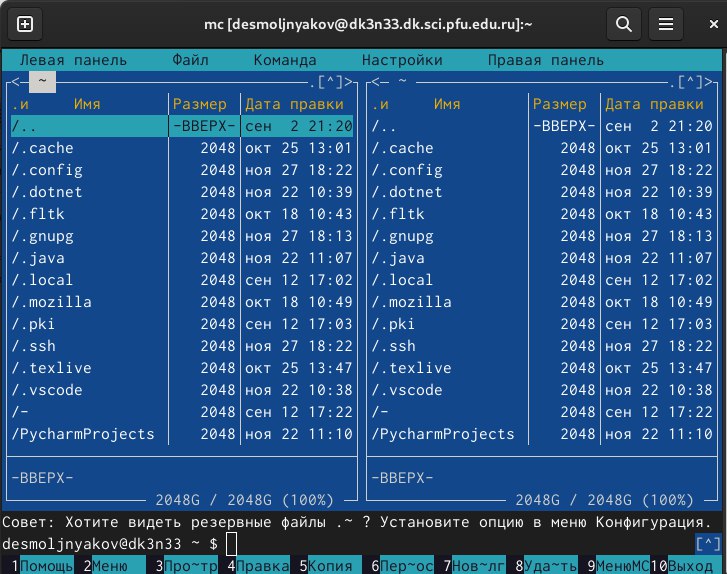 mc [desmoljnyakov@dk3n33.dk.sci.pfu.edu.ru]:~
Левая панель Файл Команда Настройки Правая панель
<— ~ .[^]> <— ~ .[^]>
.и Имя Размер Дата правки .и Имя Размер Дата правки
/.. -ВВЕРХ- сен 2 21:20 /.. -ВВЕРХ- сен 2 21:20
/.cache 2048 окт 25 13:01 /.cache 2048 окт 25 13:01
/.config 2048 ноя 27 18:22 /.config 2048 ноя 27 18:22
/.dotnet 2048 ноя 22 10:39 /.dotnet 2048 ноя 22 10:39
/.fltk 2048 окт 18 10:43 /.fltk 2048 окт 18 10:43
/.gnupg 2048 ноя 27 18:13 /.gnupg 2048 ноя 27 18:13
/.java 2048 ноя 22 11:07 /.java 2048 ноя 22 11:07
/.local 2048 сен 12 17:02 /.local 2048 сен 12 17:02
/.mozilla 2048 окт 18 10:49 /.mozilla 2048 окт 18 10:49
/.pki 2048 сен 12 17:03 /.pki 2048 сен 12 17:03
/.ssh 2048 ноя 27 18:22 /.ssh 2048 ноя 27 18:22
/.texlive 2048 окт 25 13:47 /.texlive 2048 окт 25 13:47
/.vscode 2048 ноя 22 10:38 /.vscode 2048 ноя 22 10:38
/- 2048 сен 12 17:22 /- 2048 сен 12 17:22
/PycharmProjects 2048 ноя 22 11:10 /PycharmProjects 2048 ноя 22 11:10
-ВВЕРХ- -ВВЕРХ-
2048G / 2048G (100%) 2048G / 2048G (100%)
Совет: Хотите видеть резервные файлы .~ ? Установите опцию в меню Конфигурация.
desmoljnyakov@dk3n33 ~ $ [^]
1Помощь 2Меню 3Про~тр 4Правка 5Копия 6Пер~ос 7Нов~лг 8Уда~ть 9МенюMC 10Выход